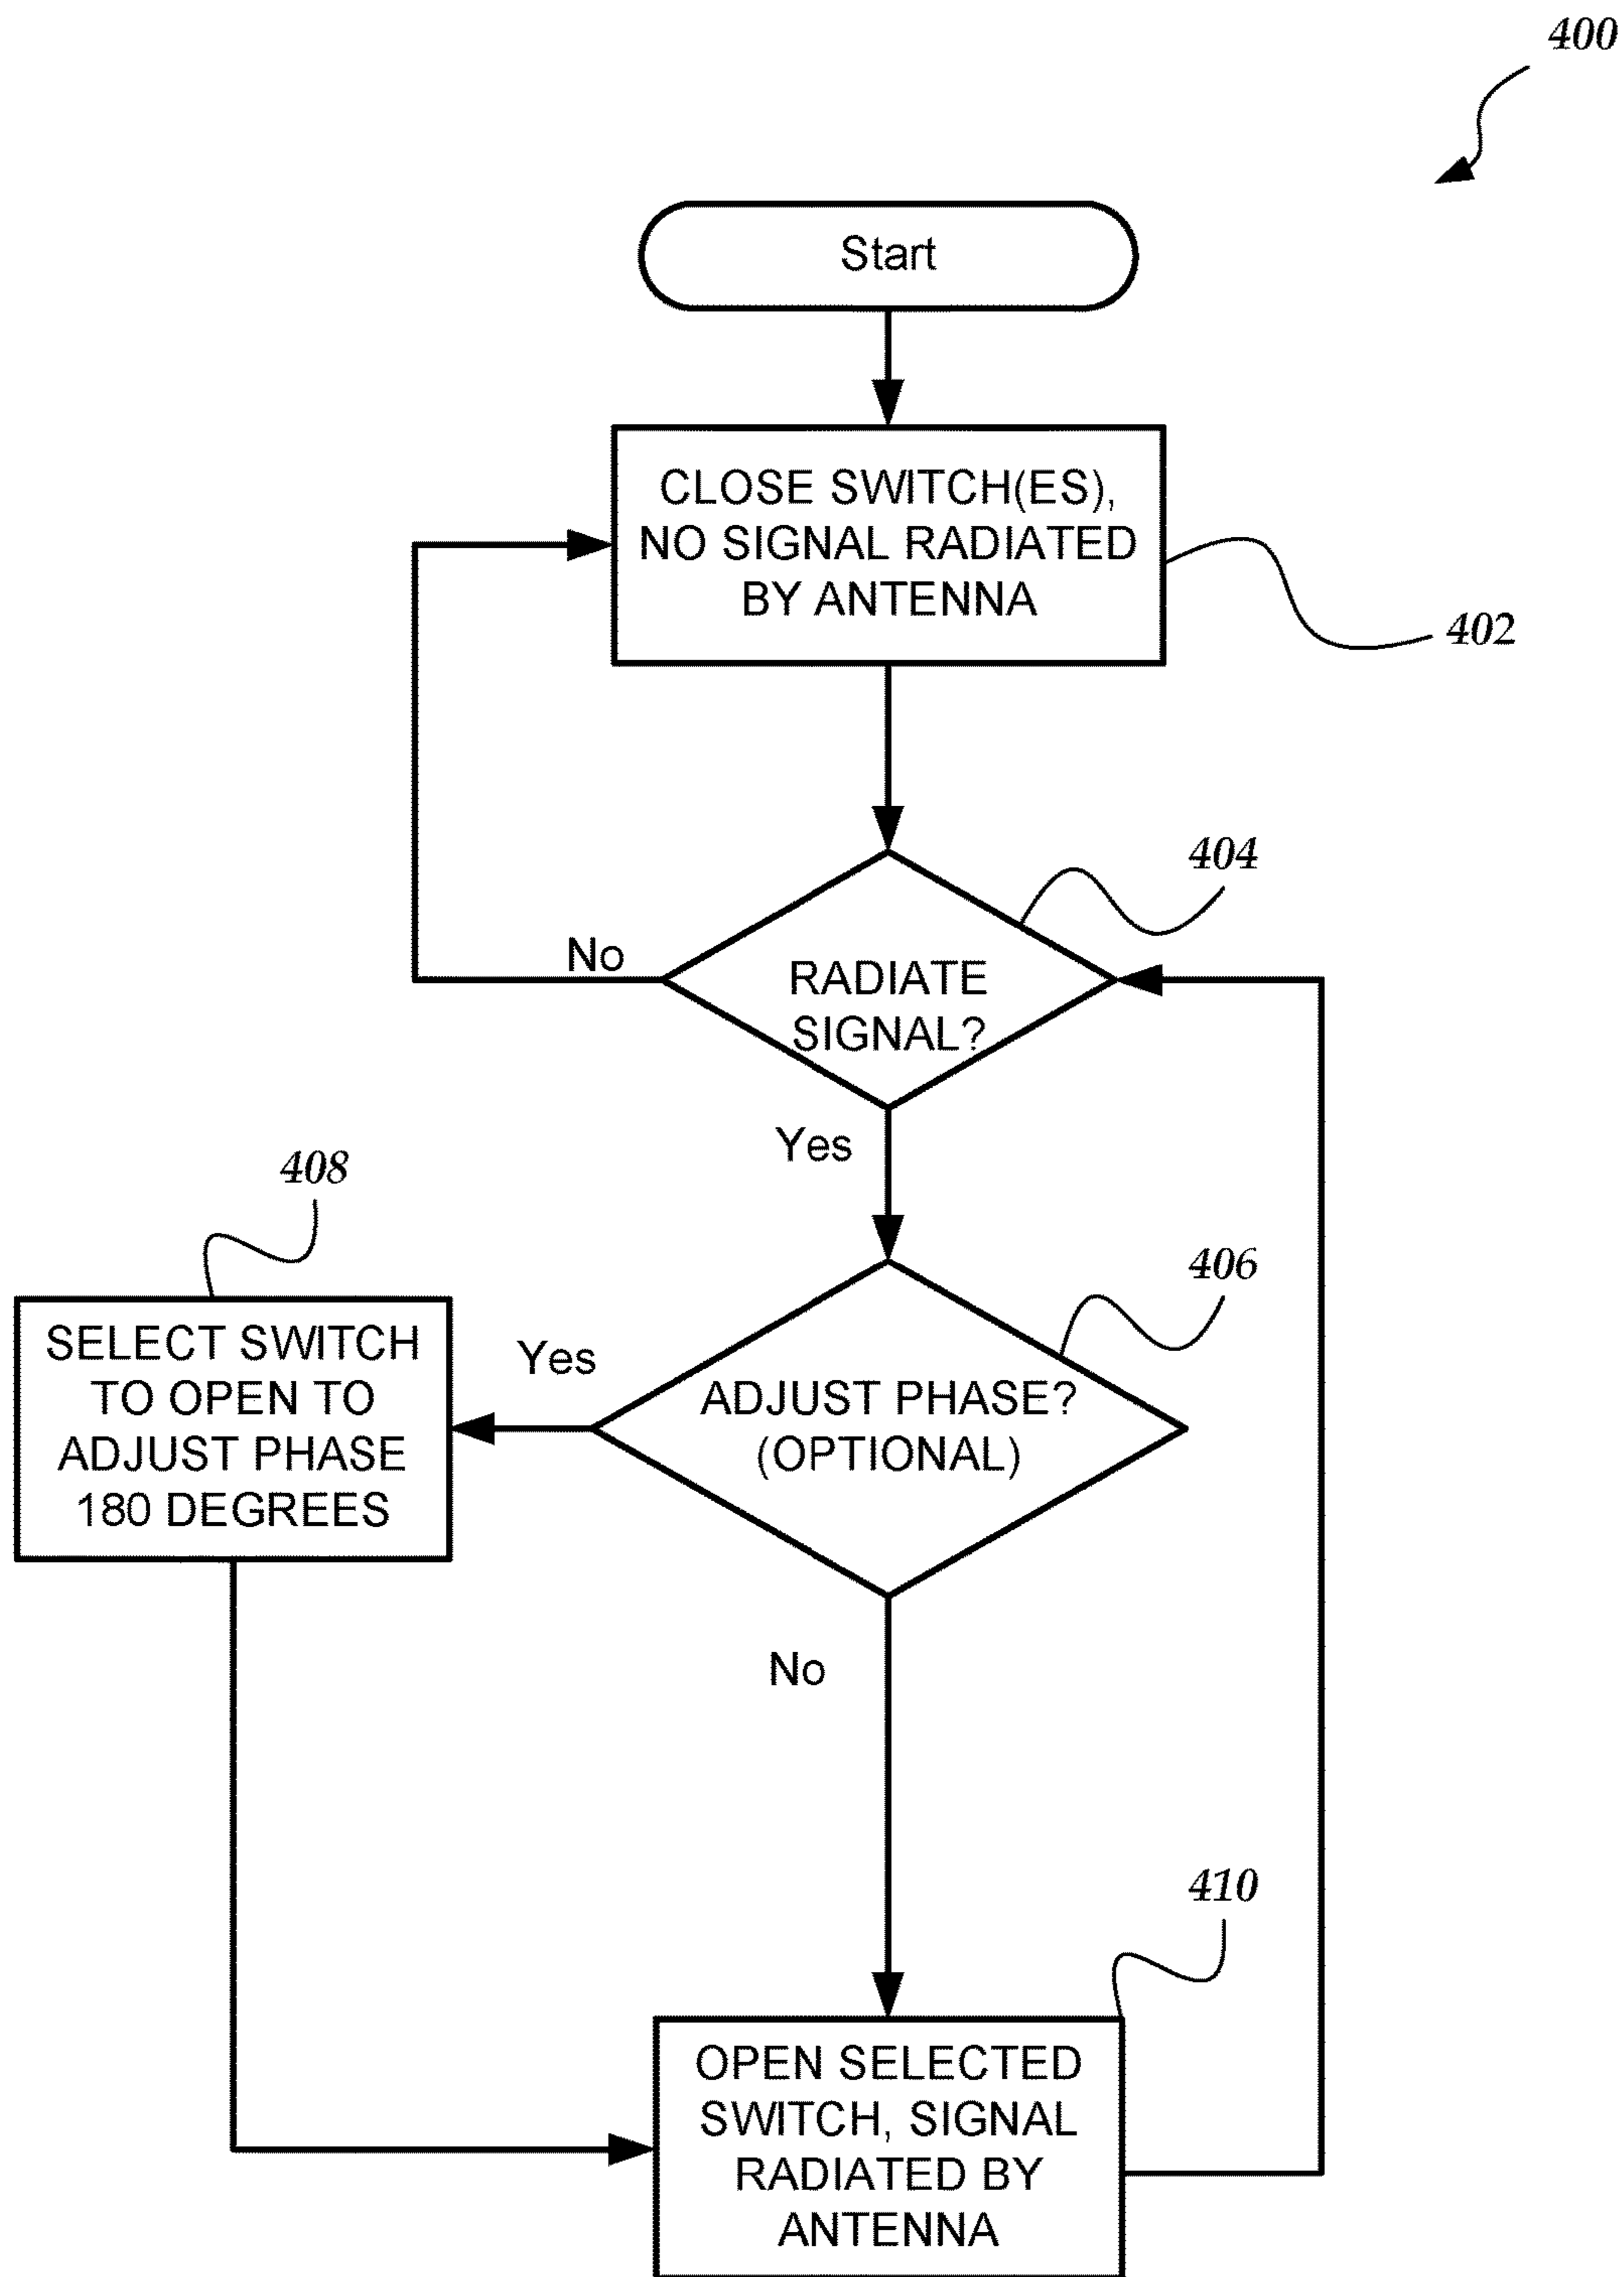 400
Start
CLOSE SWITCH(ES),
NO SIGNAL RADIATED
BY ANTENNA
402
404
No
RADIATE
SIGNAL?
Yes
408
406
SELECT SWITCH
TO OPEN TO
ADJUST PHASE
180 DEGREES
Yes
ADJUST PHASE?
(OPTIONAL)
No
410
OPEN SELECTED
SWITCH, SIGNAL
RADIATED BY
ANTENNA